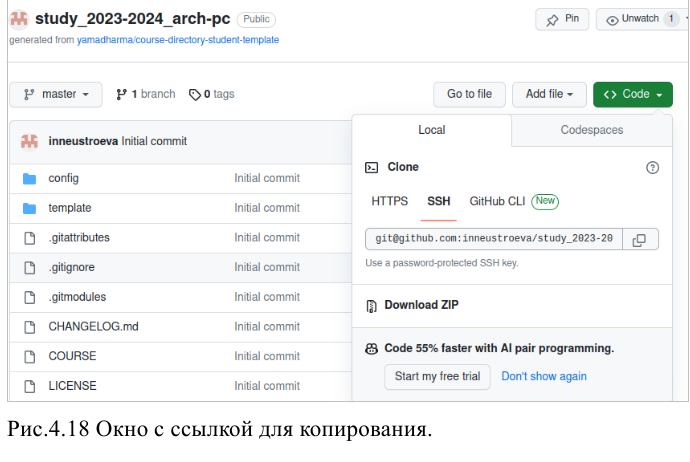 study_2023-2024_arch-pc Public Pin Unwatch 1
generated from yamadharma/course-directory-student-template
master 1 branch 0 tags Go to file Add file Code
Local Codespaces
inneustroeva Initial commit
Clone
config Initial commit
HTTPS SSH GitHub CLI New
template Initial commit
.gitattributes Initial commit
git@github.com:inneustroeva/study_2023-20
.gitignore Initial commit
Use a password-protected SSH key.
.gitmodules Initial commit
Download ZIP
CHANGELOG.md Initial commit
COURSE Initial commit
Code 55% faster with AI pair programming.
LICENSE Initial commit
Start my free trial Don't show again
Рис.4.18 Окно с ссылкой для копирования.